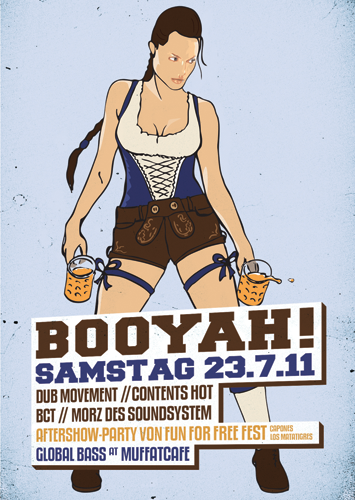 BOOYAH!
SAMSTAG 23.7.11
DUB MOVEMENT // CONTENTS HOT
BCT // MORZ DES SOUNDSYSTEM
AFTERSHOW-PARTY VON FUN FOR FREE FEST CAPONES
LOS MATATIGRES
GLOBAL BASS AT MUFFATCAFE